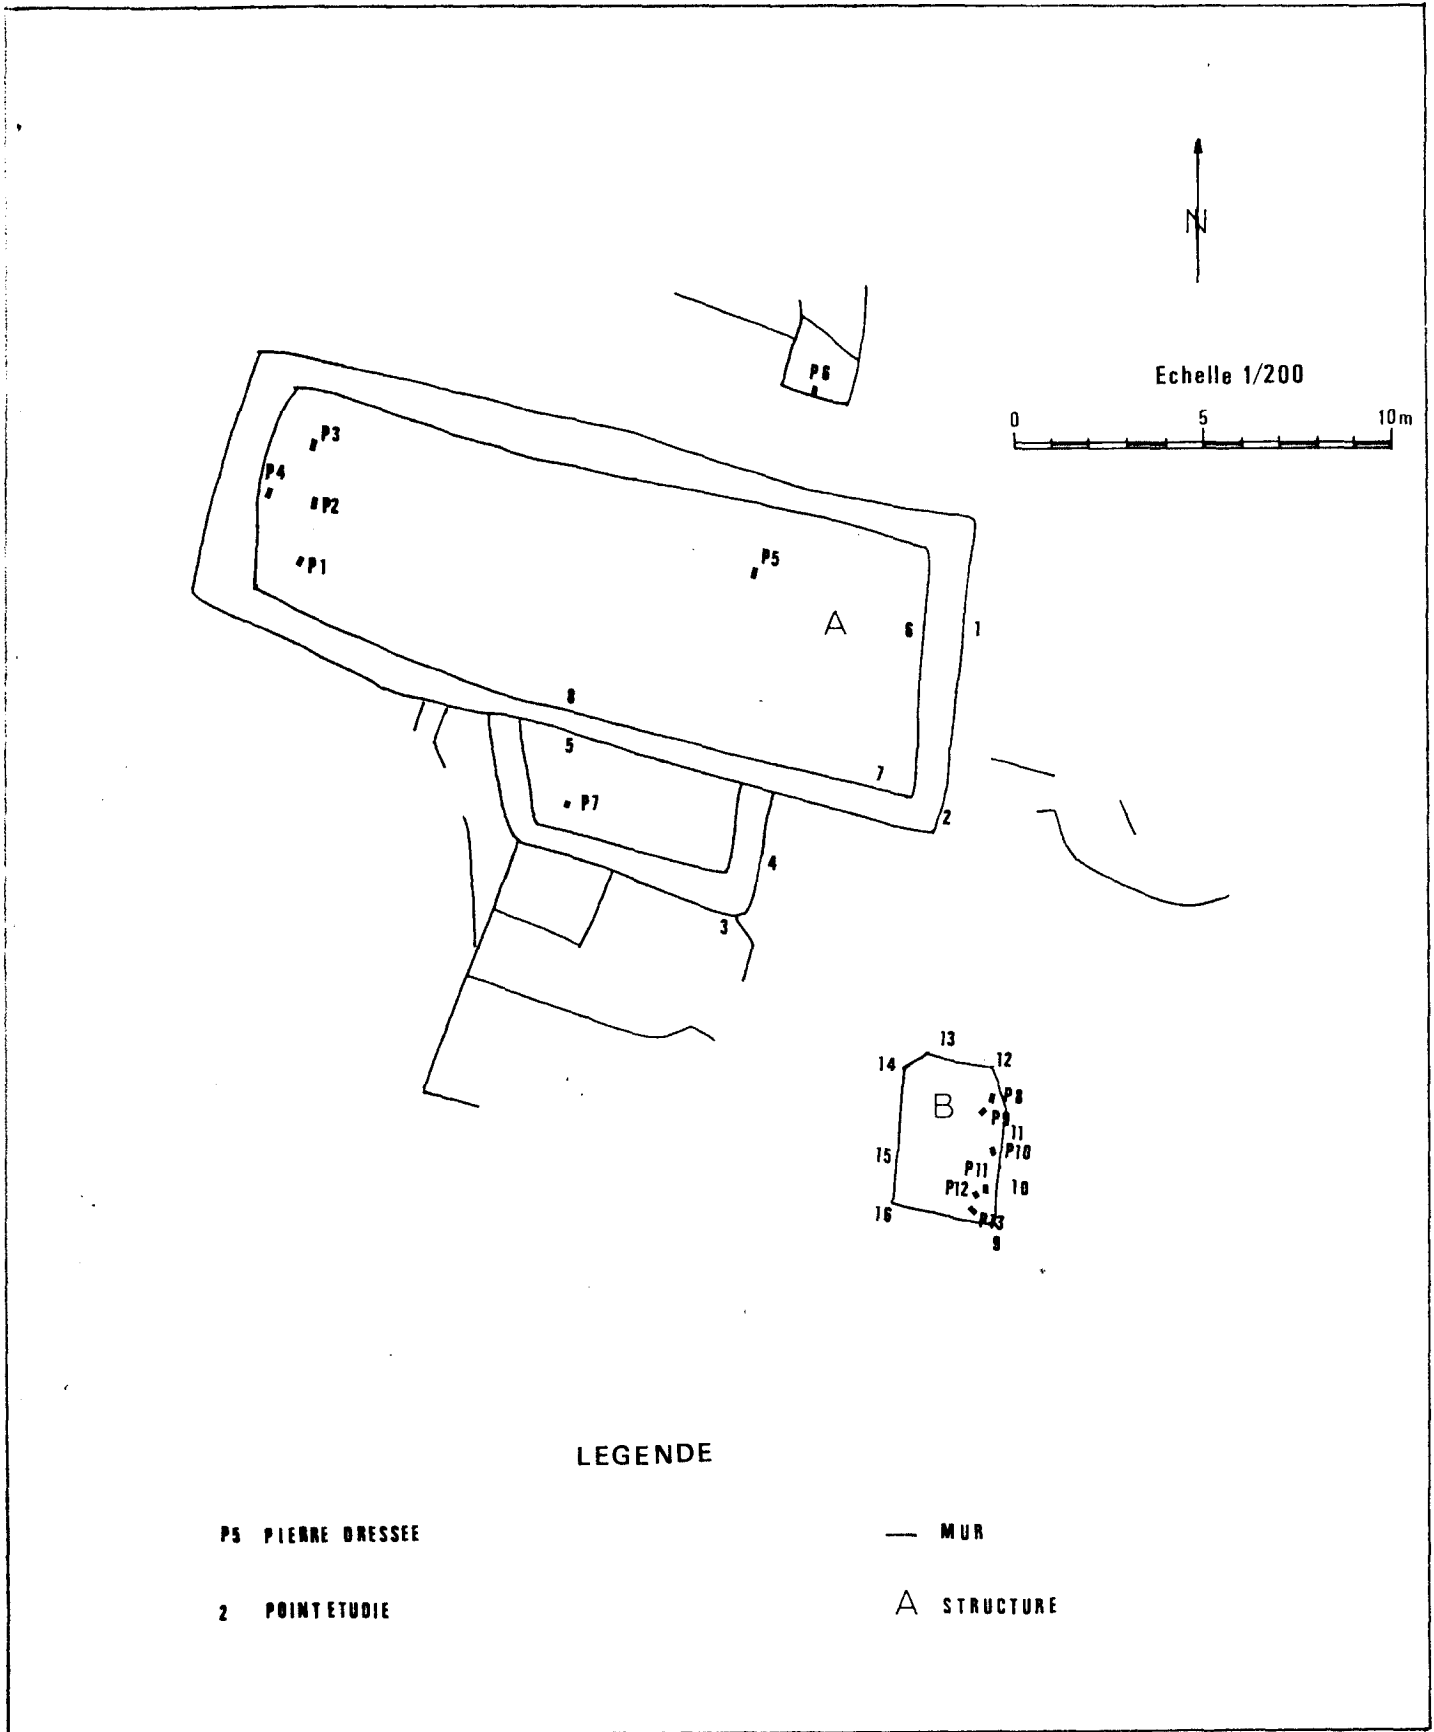 N
Echelle 1/200
0 5 10m
P6
P3
P4
P2
P1
P5
A
6 1
8
5
7
P7
2
4
3
13
14 12
B P8
P9
11
15 P10
P11
P12 10
16 P13
9
LEGENDE
P5 PIERRE DRESSEE — MUR
2 POINT ETUDIE A STRUCTURE